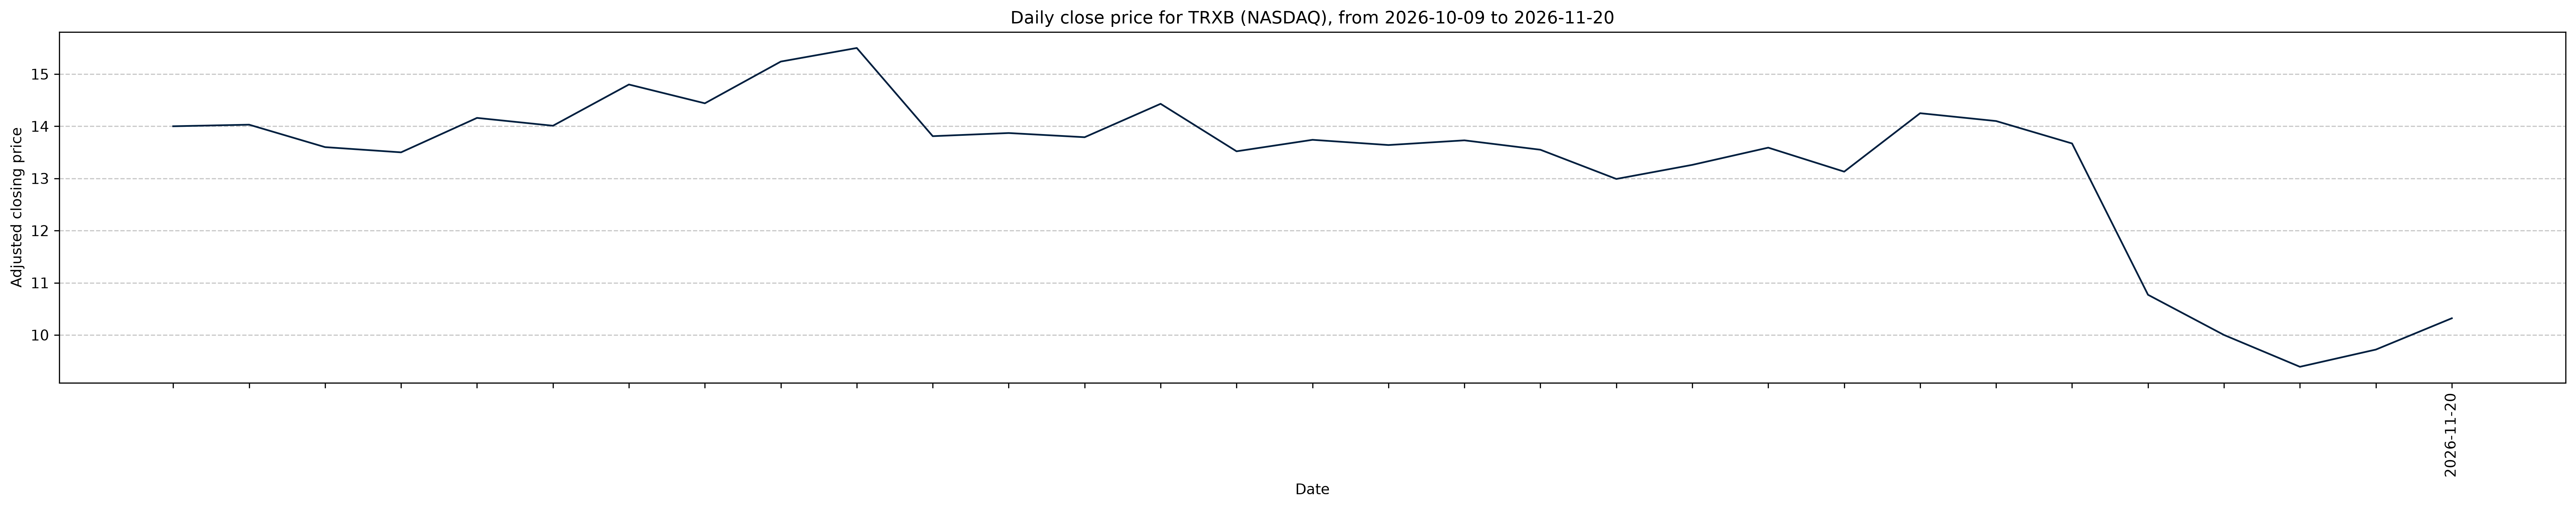 Daily close price for TRXB (NASDAQ), from 2026-10-09 to 2026-11-20
Adjusted closing price
15
14
13
12
11
10
2026-11-20
Date